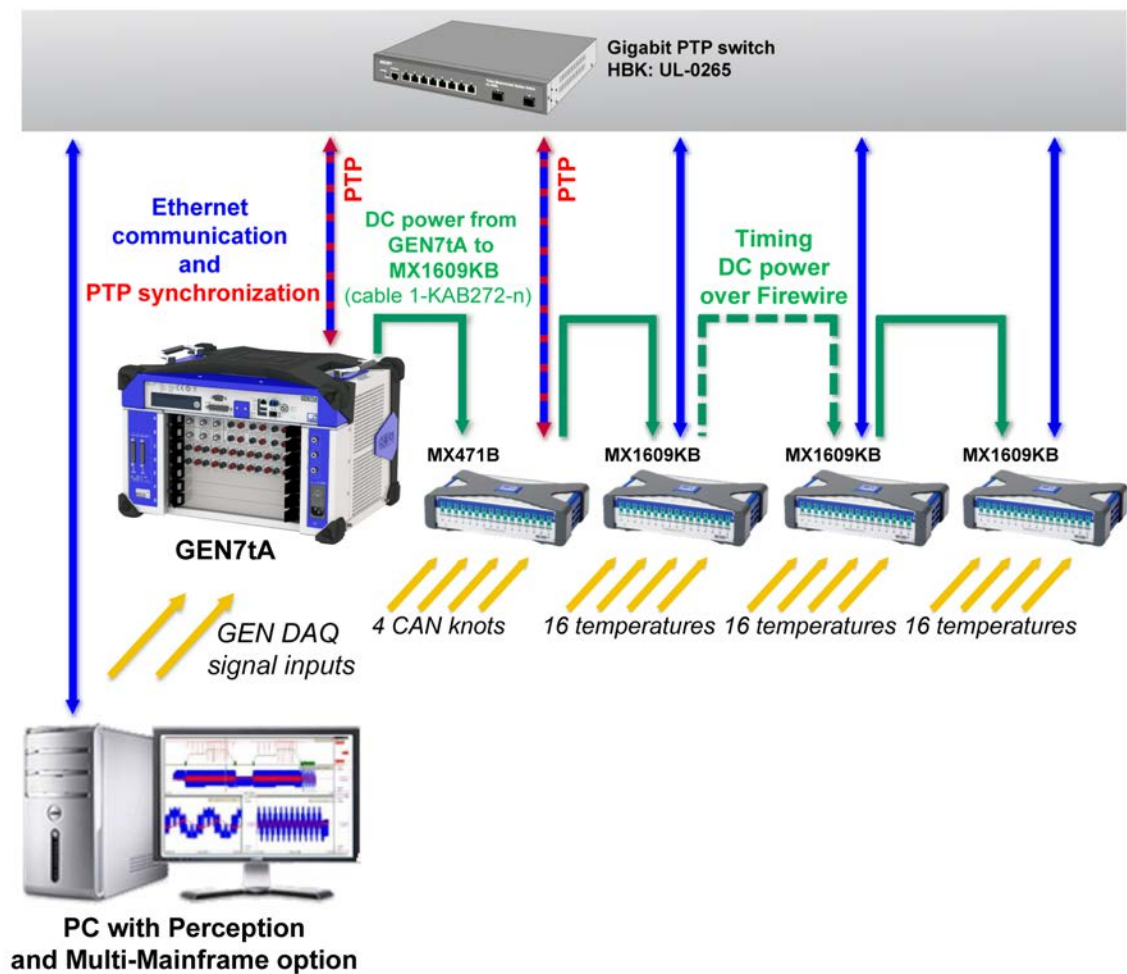 Gigabit PTP switch
HBK: UL-0265
PTP
PTP
Ethernet
communication
and
PTP synchronization
DC power from
GEN7tA to
MX1609KB
(cable 1-KAB272-n)
Timing
DC power
over Firewire
MX471B
MX1609KB
MX1609KB
MX1609KB
GEN7tA
GEN DAQ
signal inputs
4 CAN knots
16 temperatures
16 temperatures
16 temperatures
PC with Perception
and Multi-Mainframe option